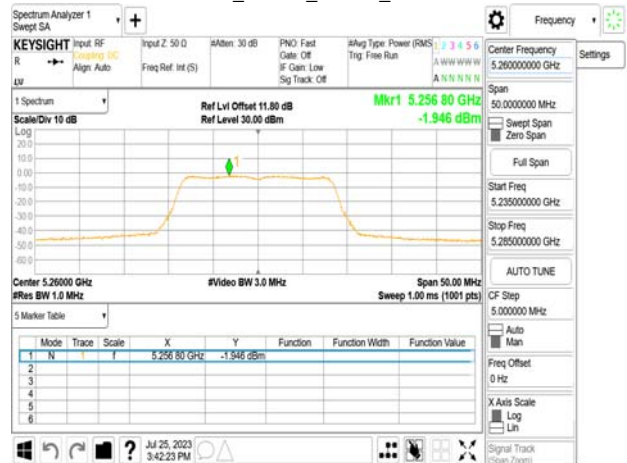 Spectrum Analyzer 1
Swept SA
+
Frequency
KEYSIGHT Input: RF
Coupling: DC
Align: Auto
Input Z: 50 Ω
Freq Ref: Int (S)
#Atten: 30 dB
PNO: Fast
Gate: Off
IF Gain: Low
Sig Track: Off
#Avg Type: Power (RMS
Trig: Free Run
1 2 3 4 5 6
A W W W W W
A N N N N N
R
Settings
Center Frequency
5.260000000 GHz
Span
50.0000000 MHz
Swept Span
Zero Span
Full Span
Start Freq
5.235000000 GHz
Stop Freq
5.285000000 GHz
AUTO TUNE
CF Step
5.000000 MHz
Auto
Man
Freq Offset
0 Hz
X Axis Scale
Log
Lin
Signal Track
(Span Zoom)
1 Spectrum
Scale/Div 10 dB
Ref Lvl Offset 11.80 dB
Ref Level 30.00 dBm
Mkr1 5.256 80 GHz
-1.946 dBm
Log
20.0
10.0
0.00
-10.0
-20.0
-30.0
-40.0
-50.0
-60.0
1
Center 5.26000 GHz
#Res BW 1.0 MHz
#Video BW 3.0 MHz
Span 50.00 MHz
Sweep 1.00 ms (1001 pts)
5 Marker Table
Mode Trace Scale X Y Function Function Width Function Value
1 N 1 f 5.256 80 GHz -1.946 dBm
2
3
4
5
6
?
Jul 25, 2023
3:42:23 PM